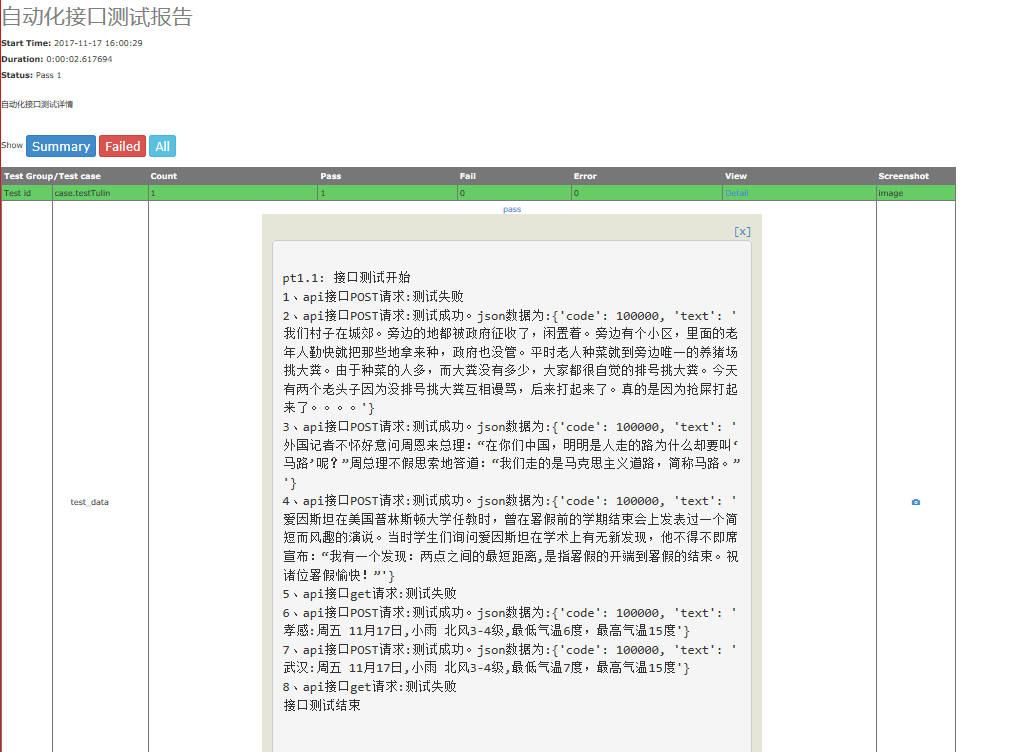 自动化接口测试报告
Start Time: 2017-11-17 16:00:29
Duration: 0:00:02.617694
Status: Pass 1
自动化接口测试详情
Show Summary Failed All
Test Group/Test case Count Pass Fail Error View Screenshot
Test id case.testTulin 1 1 0 0 Detail image
pass
[x]
pt1.1: 接口测试开始
1、api接口POST请求:测试失败
2、api接口POST请求:测试成功。json数据为:{'code': 100000, 'text': '
我们村子在城郊。旁边的地都被政府征收了，闲置着。旁边有个小区，里面的老
年人勤快就把那些地拿来种，政府也没管。平时老人种菜就到旁边唯一的养猪场
挑大粪。由于种菜的人多，而大粪没有多少，大家都很自觉的排号挑大粪。今天
有两个老头子因为没排号挑大粪互相谩骂，后来打起来了。真的是因为抢屎打起
来了。。。。'}
3、api接口POST请求:测试成功。json数据为:{'code': 100000, 'text': '
外国记者不怀好意问周恩来总理：“在你们中国，明明是人走的路为什么却要叫‘
马路’呢？”周总理不假思索地答道：“我们走的是马克思主义道路，简称马路。”
'}
test_data
4、api接口POST请求:测试成功。json数据为:{'code': 100000, 'text': '
爱因斯坦在美国普林斯顿大学任教时，曾在暑假前的学期结束会上发表过一个简
短而风趣的演说。当时学生们询问爱因斯坦在学术上有无新发现，他不得不即席
宣布：“我有一个发现：两点之间的最短距离,是指暑假的开端到暑假的结束。祝
诸位暑假愉快！”'}
5、api接口get请求:测试失败
6、api接口POST请求:测试成功。json数据为:{'code': 100000, 'text': '
孝感:周五 11月17日,小雨 北风3-4级,最低气温6度，最高气温15度'}
7、api接口POST请求:测试成功。json数据为:{'code': 100000, 'text': '
武汉:周五 11月17日,小雨 北风3-4级,最低气温7度，最高气温15度'}
8、api接口get请求:测试失败
接口测试结束